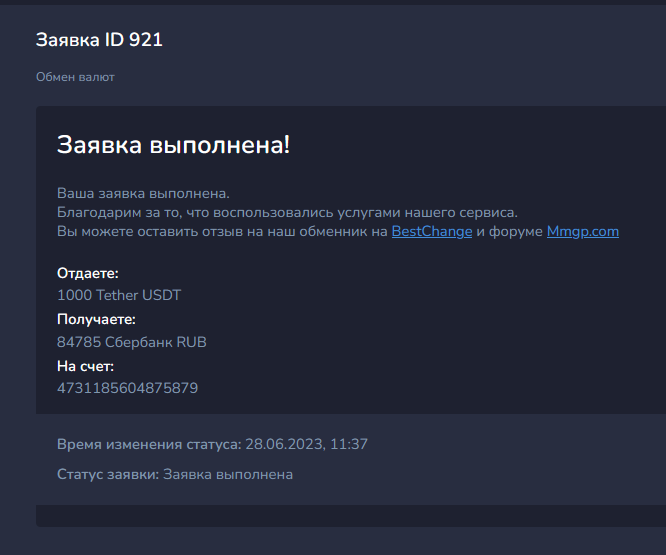 Заявка ID 921
Обмен валют
Заявка выполнена!
Ваша заявка выполнена.
Благодарим за то, что воспользовались услугами нашего сервиса.
Вы можете оставить отзыв на наш обменник на BestChange и форуме Mmgp.com
Отдаете:
1000 Tether USDT
Получаете:
84785 Сбербанк RUB
На счет:
4731185604875879
Время изменения статуса: 28.06.2023, 11:37
Статус заявки: Заявка выполнена